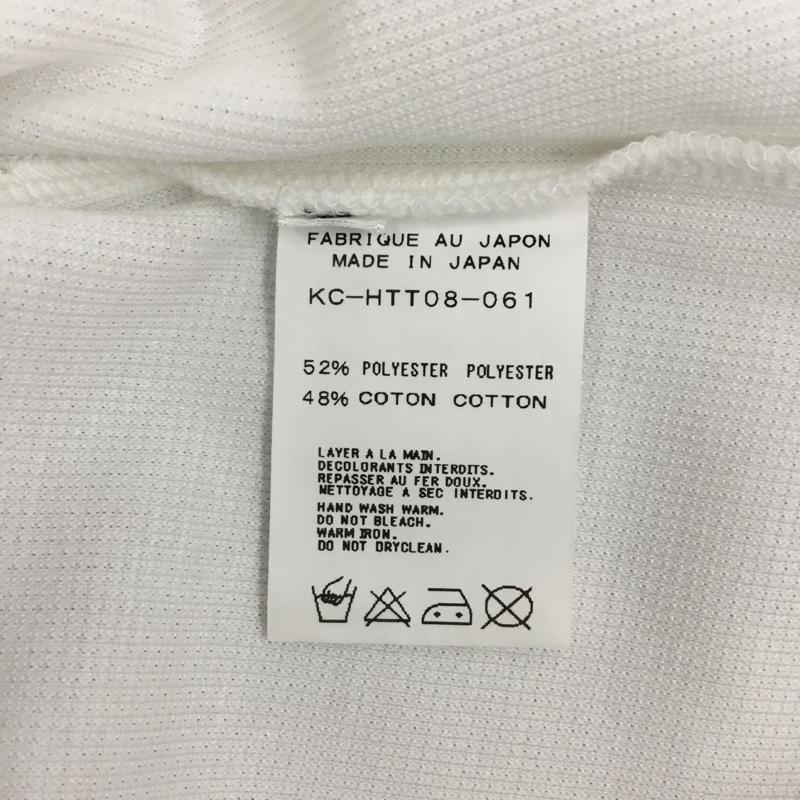 FABRIQUE AU JAPON
MADE IN JAPAN
KC-HTT08-061
52% POLYESTER POLYESTER
48% COTON COTTON
LAYER A LA MAIN.
DECOLORANTS INTERDITS.
REPASSER AU FER DOUX.
NETTOYAGE A SEC INTERDITS.
HAND WASH WARM.
DO NOT BLEACH.
WARM IRON.
DO NOT DRYCLEAN.